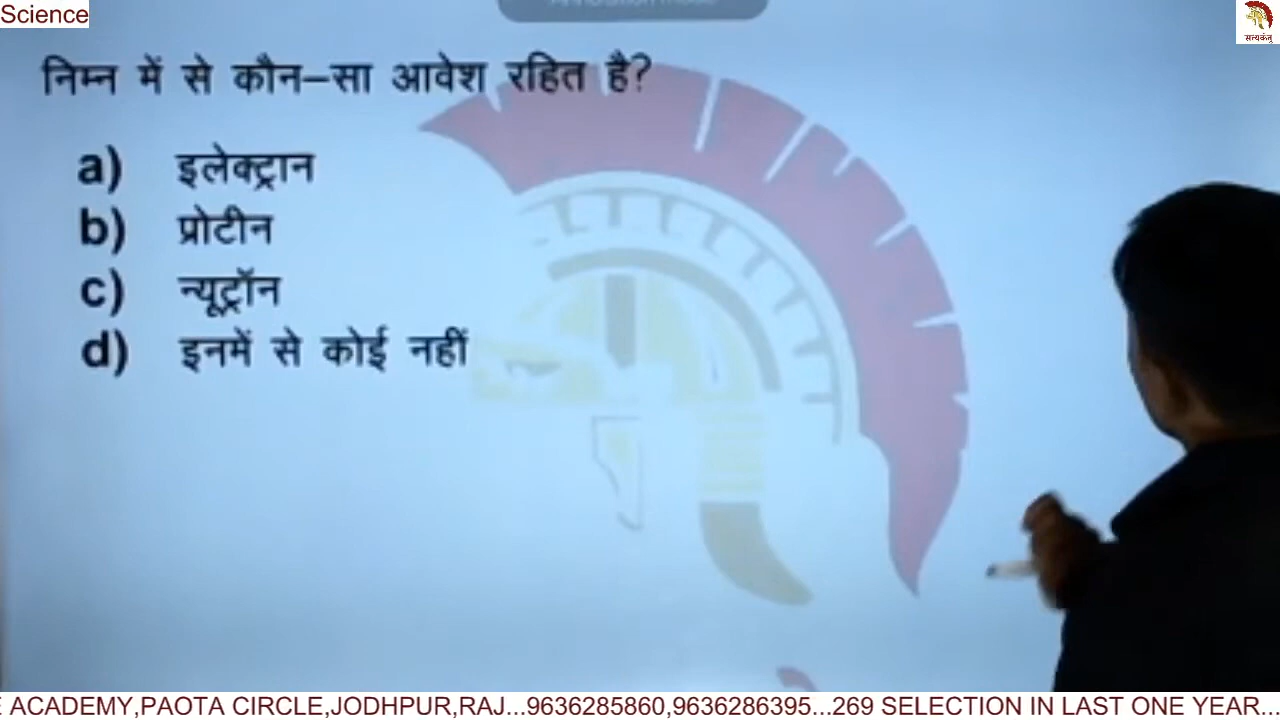 Science
निम्न में से कौन–सा आवेश रहित है?
a) इलेक्ट्रान
b) प्रोटीन
c) न्यूट्रॉन
d) इनमें से कोई नहीं
ACADEMY,PAOTA CIRCLE,JODHPUR,RAJ...9636285860,9636286395...269 SELECTION IN LAST ONE YEAR...